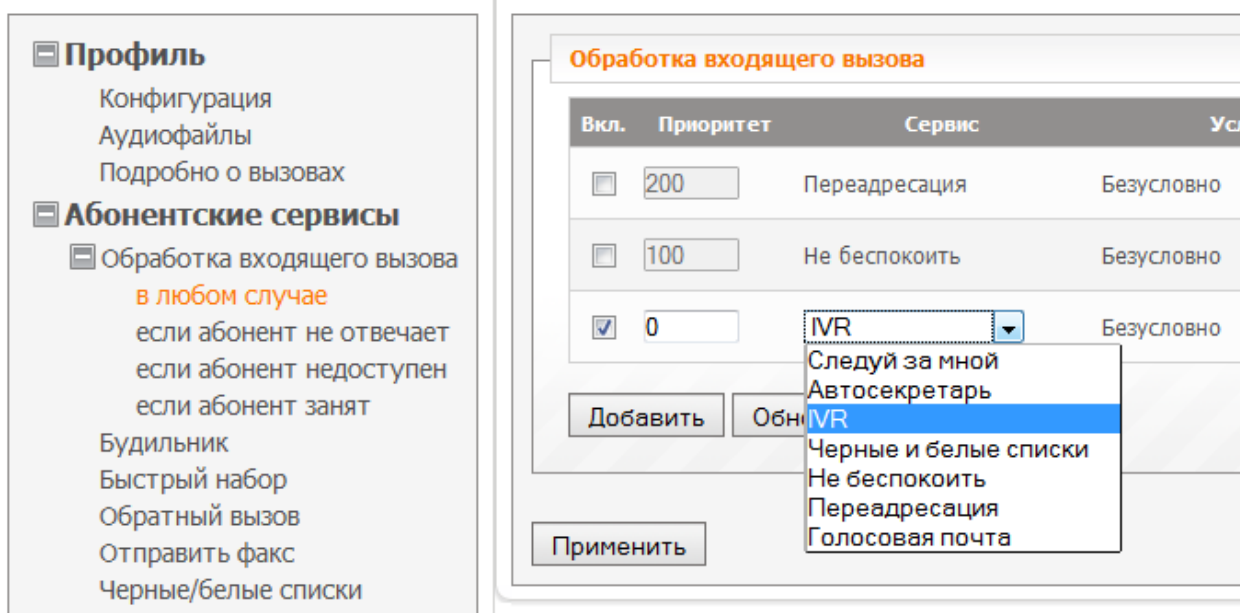 Профиль
Конфигурация
Аудиофайлы
Подробно о вызовах
Абонентские сервисы
Обработка входящего вызова
в любом случае
если абонент не отвечает
если абонент недоступен
если абонент занят
Будильник
Быстрый набор
Обратный вызов
Отправить факс
Черные/белые списки
Обработка входящего вызова
Вкл. Приоритет Сервис
200 Переадресация Безусловно
100 Не беспокоить Безусловно
0 IVR Безусловно
Следуй за мной
Автосекретарь
IVR
Черные и белые списки
Не беспокоить
Переадресация
Голосовая почта
Добавить
Применить